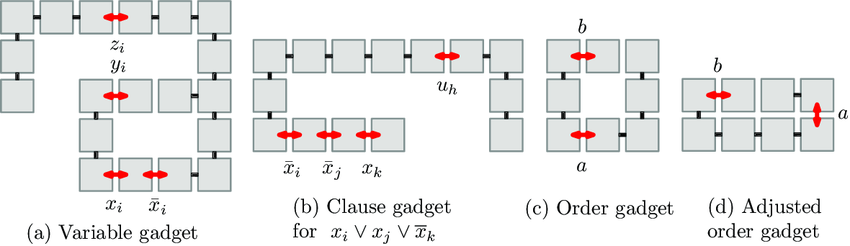 z_i
y_i
x_i x̄_i
(a) Variable gadget
u_h
x̄_i x̄_j x_k
(b) Clause gadget
for x_i ∨ x_j ∨ x̄_k
b
a
(c) Order gadget
b
a
(d) Adjusted
order gadget